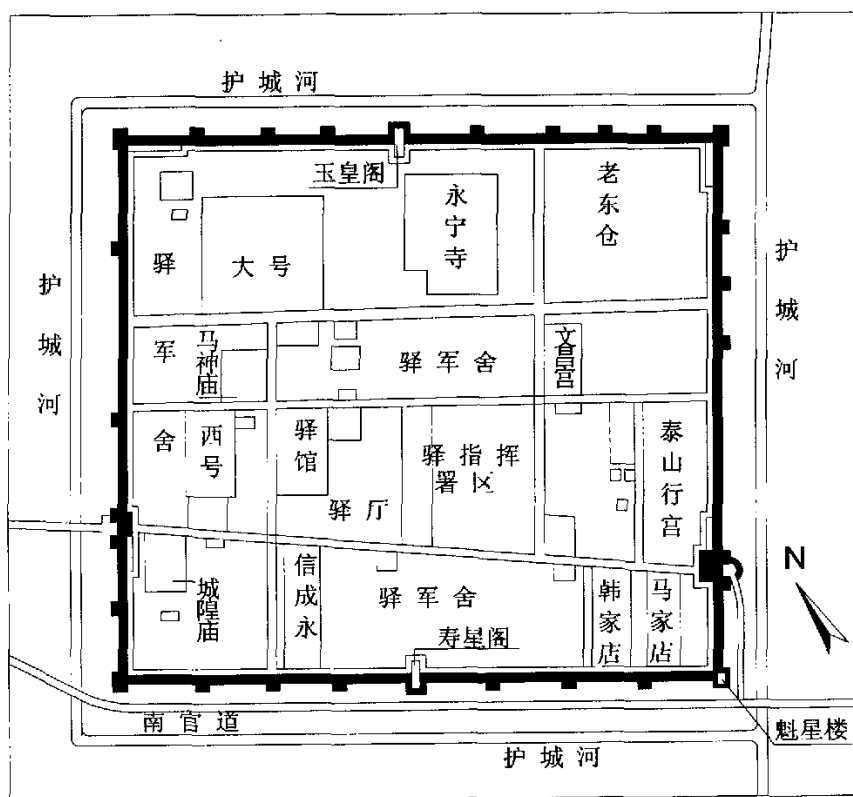 护城河
玉皇阁
永宁寺
老东仓
驿
大号
护城河
护城河
军
马神庙
驿军舍
文昌宫
舍
西号
驿馆
驿指挥
署区
泰山行宫
驿厅
N
城隍庙
信成永
驿军舍
韩家店
马家店
寿星阁
南官道
魁星楼
护城河